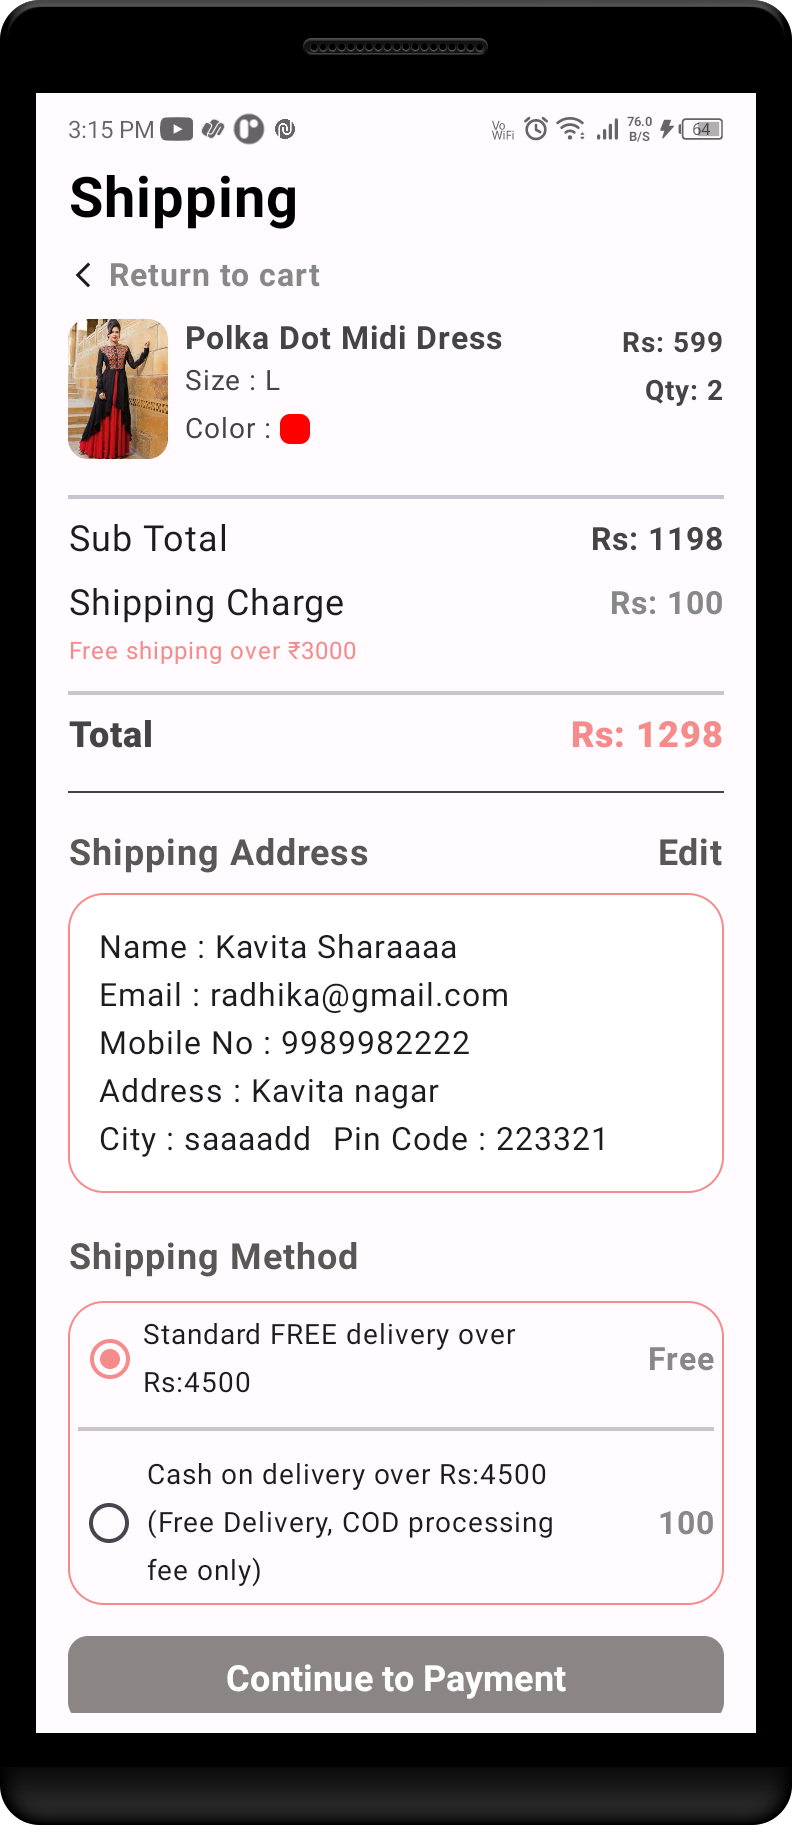 3:15 PM Vo WiFi 76.0 B/S 64
Shipping
Return to cart
Polka Dot Midi Dress Rs: 599
Size : L Qty: 2
Color :
Sub Total Rs: 1198
Shipping Charge Rs: 100
Free shipping over ₹3000
Total Rs: 1298
Shipping Address Edit
Name : Kavita Sharaaaa
Email : radhika@gmail.com
Mobile No : 9989982222
Address : Kavita nagar
City : saaaadd Pin Code : 223321
Shipping Method
Standard FREE delivery over
Rs:4500 Free
Cash on delivery over Rs:4500
(Free Delivery, COD processing 100
fee only)
Continue to Payment